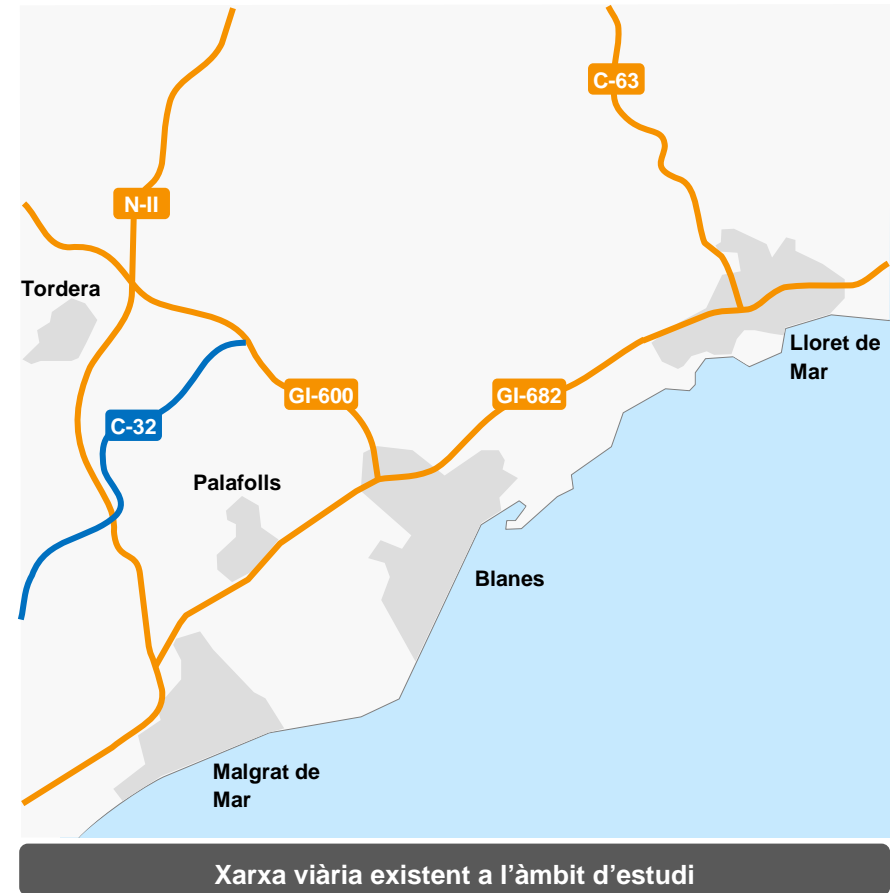 C-63
N-II
Tordera
Lloret de
Mar
GI-600
GI-682
C-32
Palafolls
Blanes
Malgrat de
Mar
Xarxa viària existent a l’àmbit d’estudi